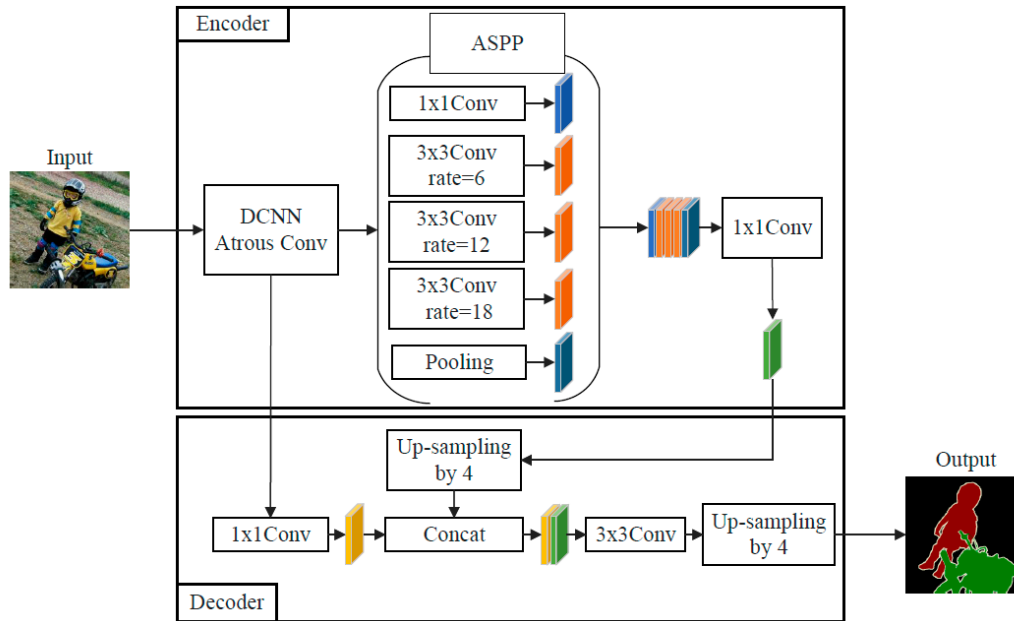 Encoder
ASPP
1x1Conv
3x3Conv
rate=6
Input
DCNN
Atrous Conv
3x3Conv
rate=12
1x1Conv
3x3Conv
rate=18
Pooling
Up-sampling
by 4
Output
1x1Conv
Concat
3x3Conv
Up-sampling
by 4
Decoder